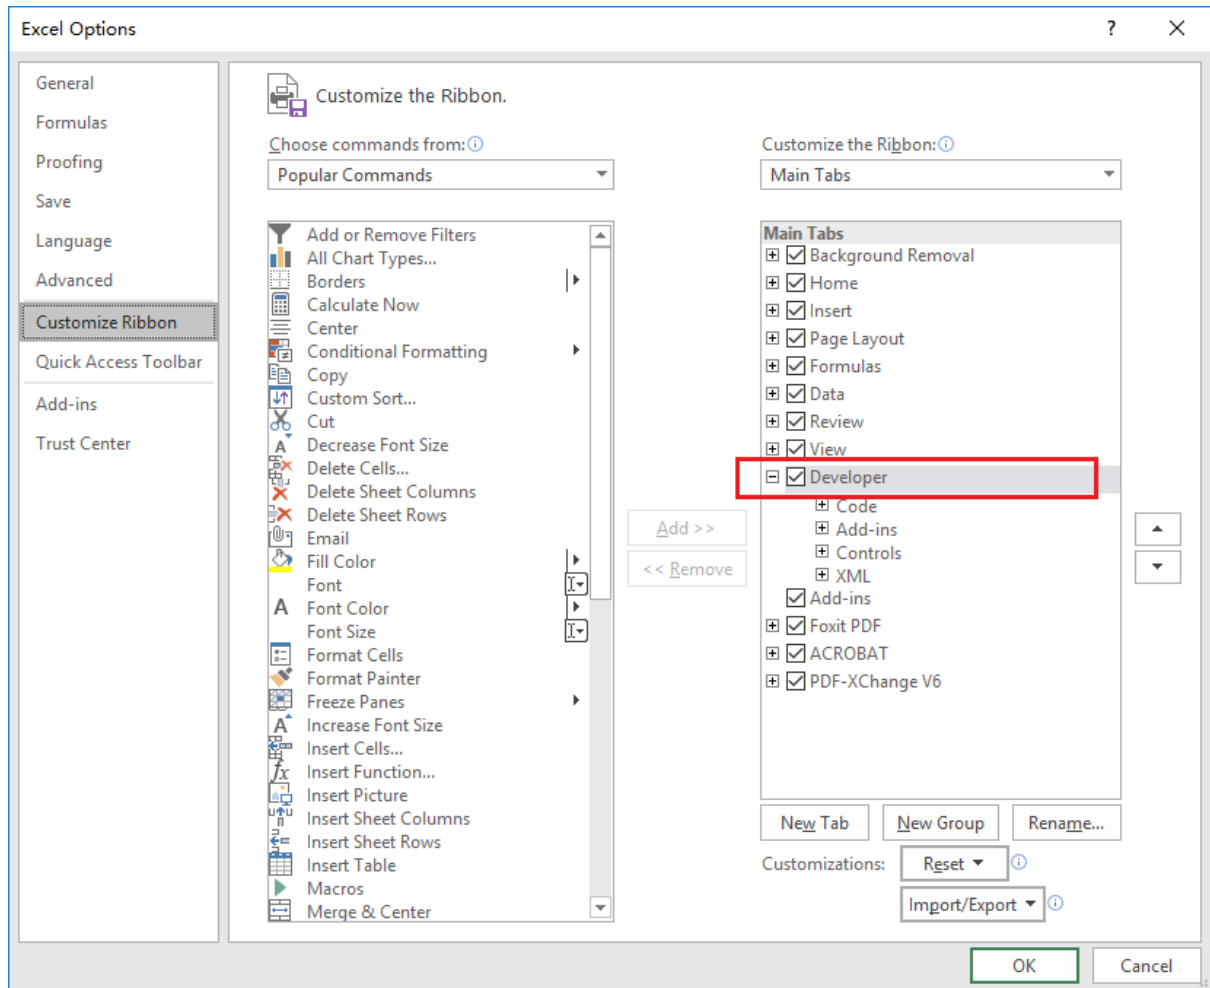 Excel Options
?
General
Formulas
Proofing
Save
Language
Advanced
Customize Ribbon
Quick Access Toolbar
Add-ins
Trust Center
Customize the Ribbon.
Choose commands from:
Popular Commands
Add or Remove Filters
All Chart Types...
Borders
Calculate Now
Center
Conditional Formatting
Copy
Custom Sort...
Cut
Decrease Font Size
Delete Cells...
Delete Sheet Columns
Delete Sheet Rows
Email
Fill Color
Font
Font Color
Font Size
Format Cells
Format Painter
Freeze Panes
Increase Font Size
Insert Cells...
Insert Function...
Insert Picture
Insert Sheet Columns
Insert Sheet Rows
Insert Table
Macros
Merge & Center
Add >>
<< Remove
Customize the Ribbon:
Main Tabs
Main Tabs
Background Removal
Home
Insert
Page Layout
Formulas
Data
Review
View
Developer
Code
Add-ins
Controls
XML
Add-ins
Foxit PDF
ACROBAT
PDF-XChange V6
New Tab
New Group
Rename...
Customizations:
Reset
Import/Export
OK
Cancel